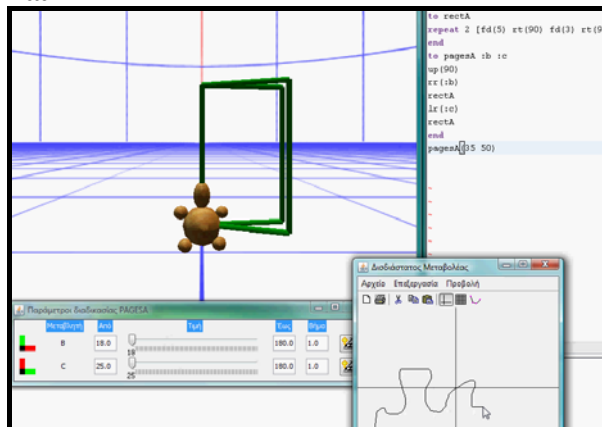 to rectA
repeat 2 [fd(5) rt(90) fd(3) rt(9
end
to pagesA :b :c
up(90)
rr(:b)
rectA
lr(:c)
rectA
end
pagesA(35 50)
Δισδιάστατος Μεταβολέας
Αρχείο Επεξεργασία Προβολή
Παράμετροι διαδικασίας PAGESA
Μεταβλητή Από Τιμή Έως Βήμα
B 18.0 180.0 1.0
18
C 25.0 180.0 1.0
25